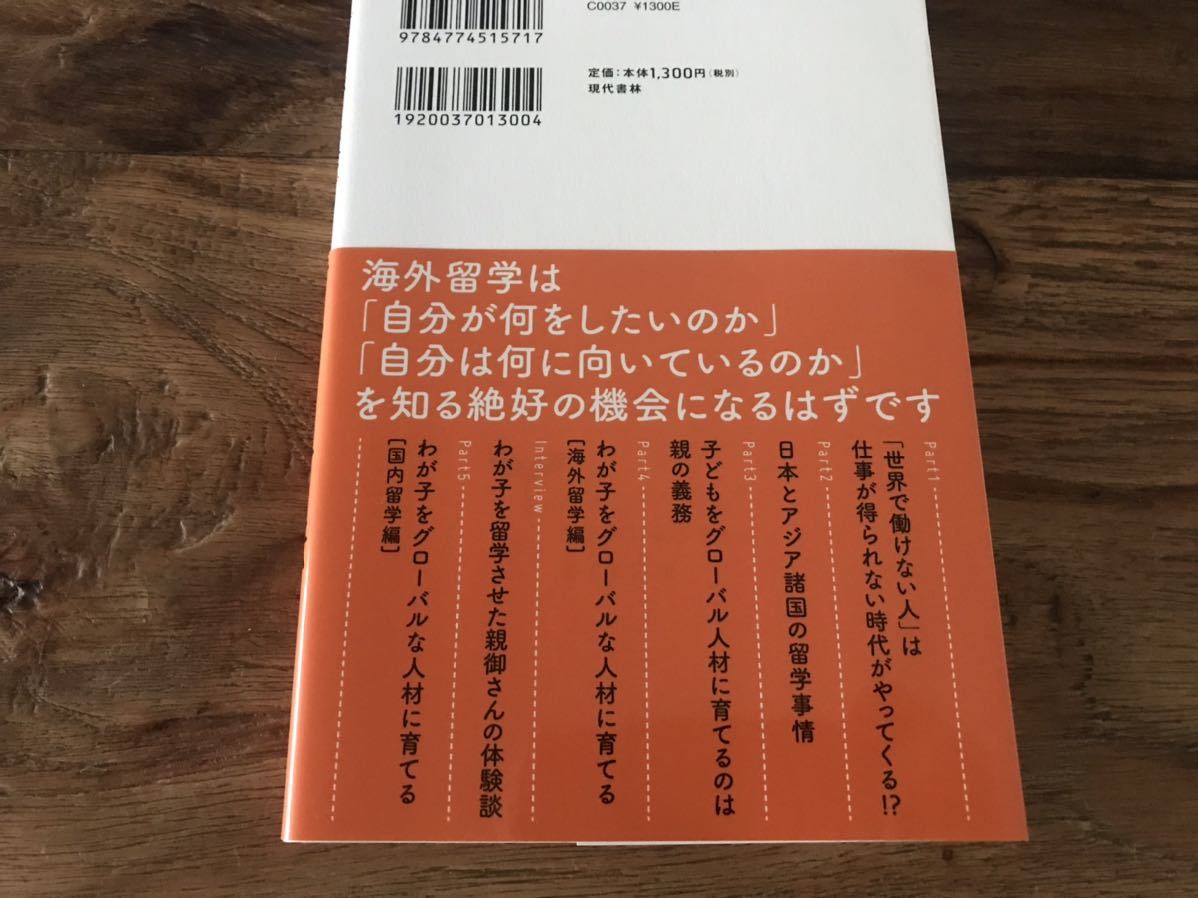 C0037 ¥1300E
9784774515717
定価：本体1,300円（税別）
現代書林
1920037013004
海外留学は
「自分が何をしたいのか」
「自分は何に向いているのか」
を知る絶好の機会になるはずです
Part1
「世界で働けない人」は
仕事が得られない時代がやってくる!?
Part2
日本とアジア諸国の留学事情
Part3
子どもをグローバル人材に育てるのは
親の義務
Part4
わが子をグローバルな人材に育てる
［海外留学編］
Interview
わが子を留学させた親御さんの体験談
Part5
わが子をグローバルな人材に育てる
［国内留学編］